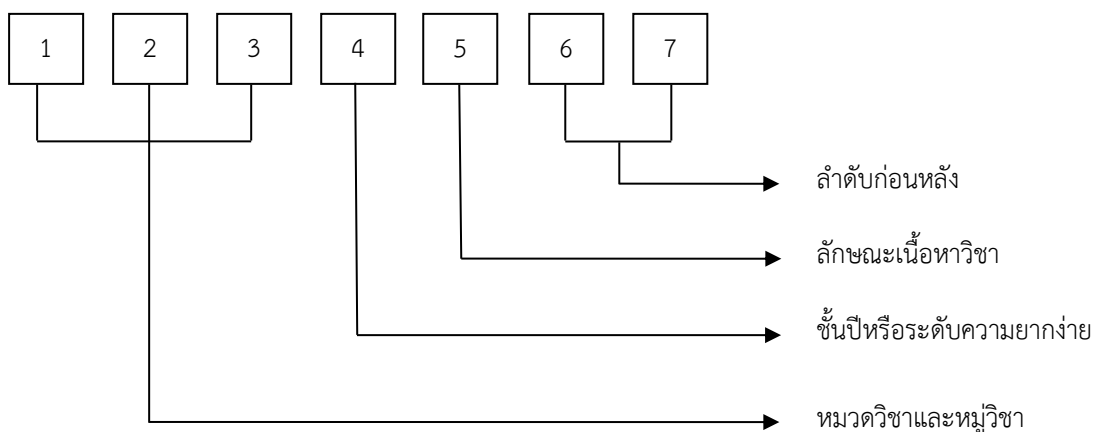 1 2 3 4 5 6 7
ลำดับก่อนหลัง
ลักษณะเนื้อหาวิชา
ชั้นปีหรือระดับความยากง่าย
หมวดวิชาและหมู่วิชา